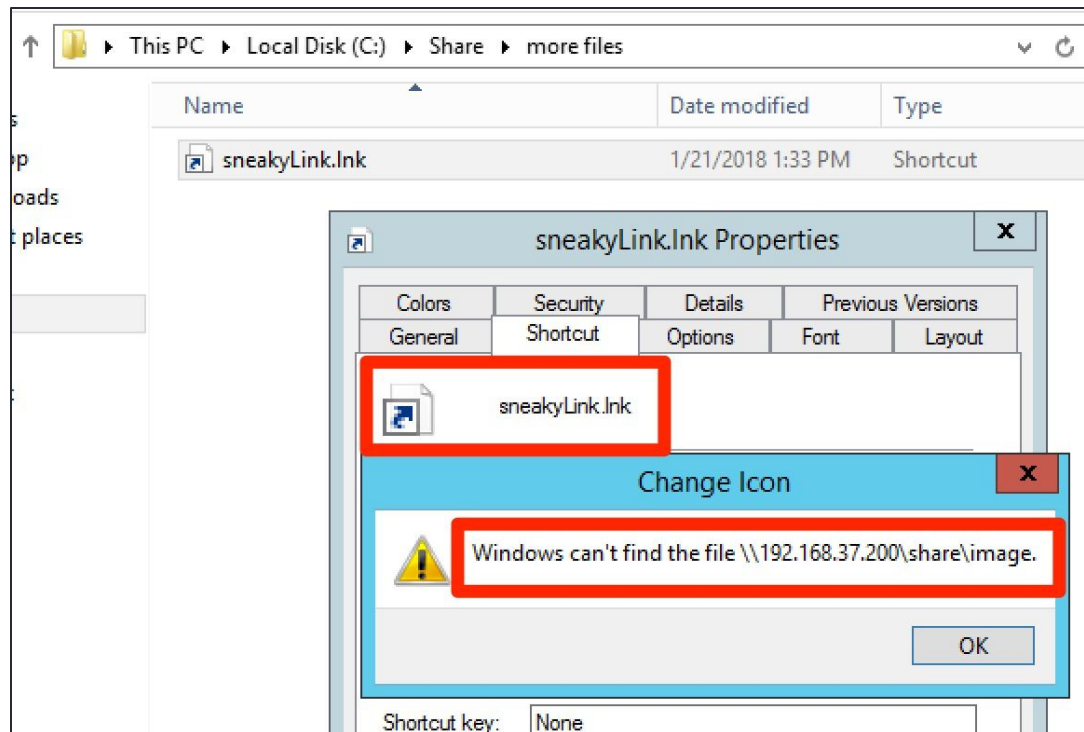 This PC Local Disk (C:) Share more files
Name Date modified Type
sneakyLink.lnk 1/21/2018 1:33 PM Shortcut
places
sneakyLink.lnk Properties
x
Colors Security Details Previous Versions
General Shortcut Options Font Layout
sneakyLink.lnk
Change Icon
x
Windows can't find the file \\192.168.37.200\share\image.
OK
Shortcut key: None